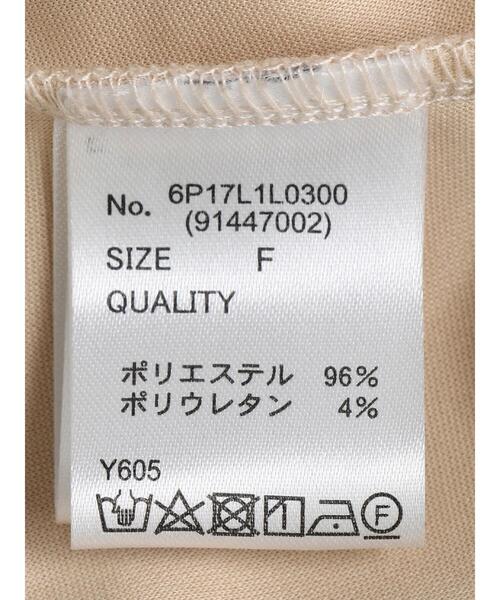 No. 6P17L1L0300
(91447002)
SIZE F
QUALITY
ポリエステル 96%
ポリウレタン 4%
Y605
F